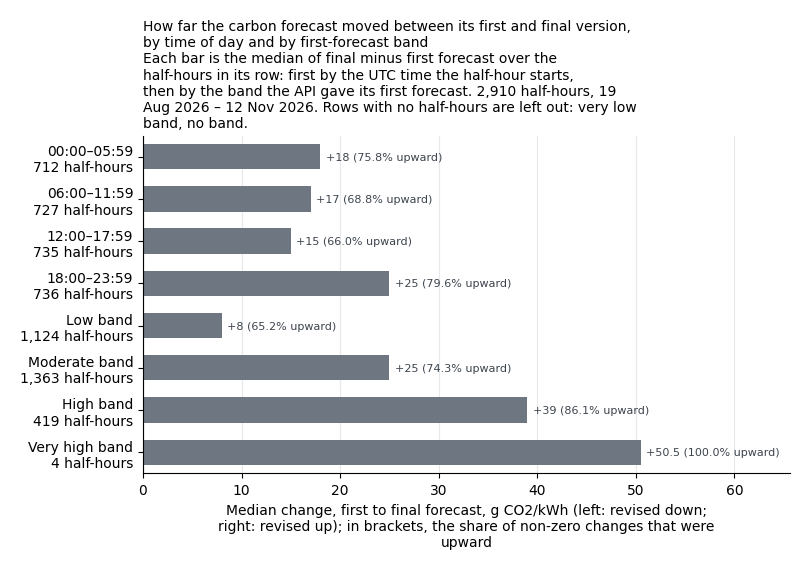 How far the carbon forecast moved between its first and final version,
by time of day and by first-forecast band
Each bar is the median of final minus first forecast over the
half-hours in its row: first by the UTC time the half-hour starts,
then by the band the API gave its first forecast. 2,910 half-hours, 19
Aug 2026 – 12 Nov 2026. Rows with no half-hours are left out: very low
band, no band.
00:00–05:59
712 half-hours
+18 (75.8% upward)
06:00–11:59
727 half-hours
+17 (68.8% upward)
12:00–17:59
735 half-hours
+15 (66.0% upward)
18:00–23:59
736 half-hours
+25 (79.6% upward)
Low band
1,124 half-hours
+8 (65.2% upward)
Moderate band
1,363 half-hours
+25 (74.3% upward)
High band
419 half-hours
+39 (86.1% upward)
Very high band
4 half-hours
+50.5 (100.0% upward)
0 10 20 30 40 50 60
Median change, first to final forecast, g CO2/kWh (left: revised down;
right: revised up); in brackets, the share of non-zero changes that were
upward